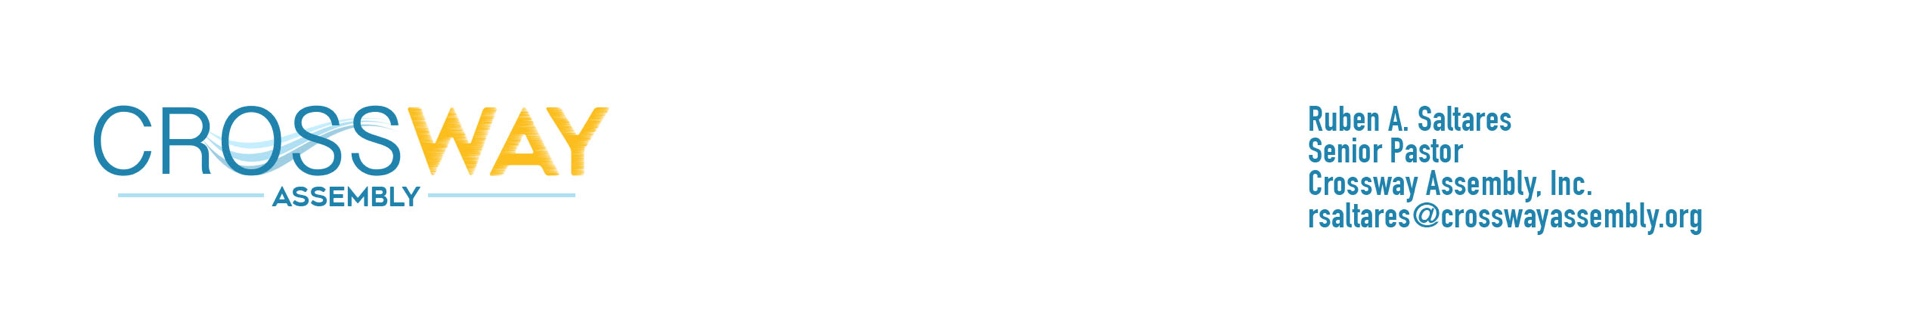 CROSSWAY
ASSEMBLY
Ruben A. Saltares
Senior Pastor
Crossway Assembly, Inc.
rsaltares@crosswayassembly.org